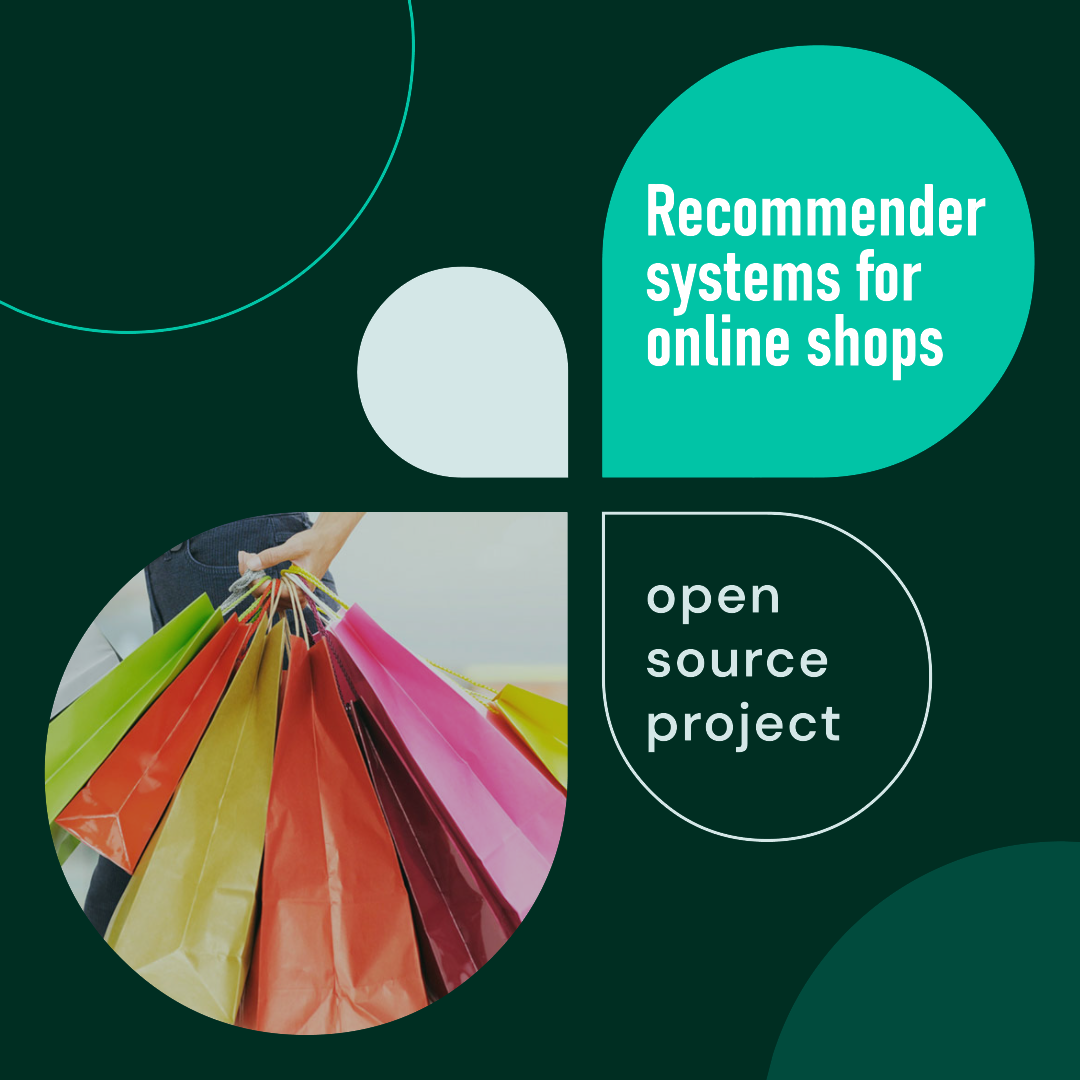 Recommender
systems for
online shops
open
source
project